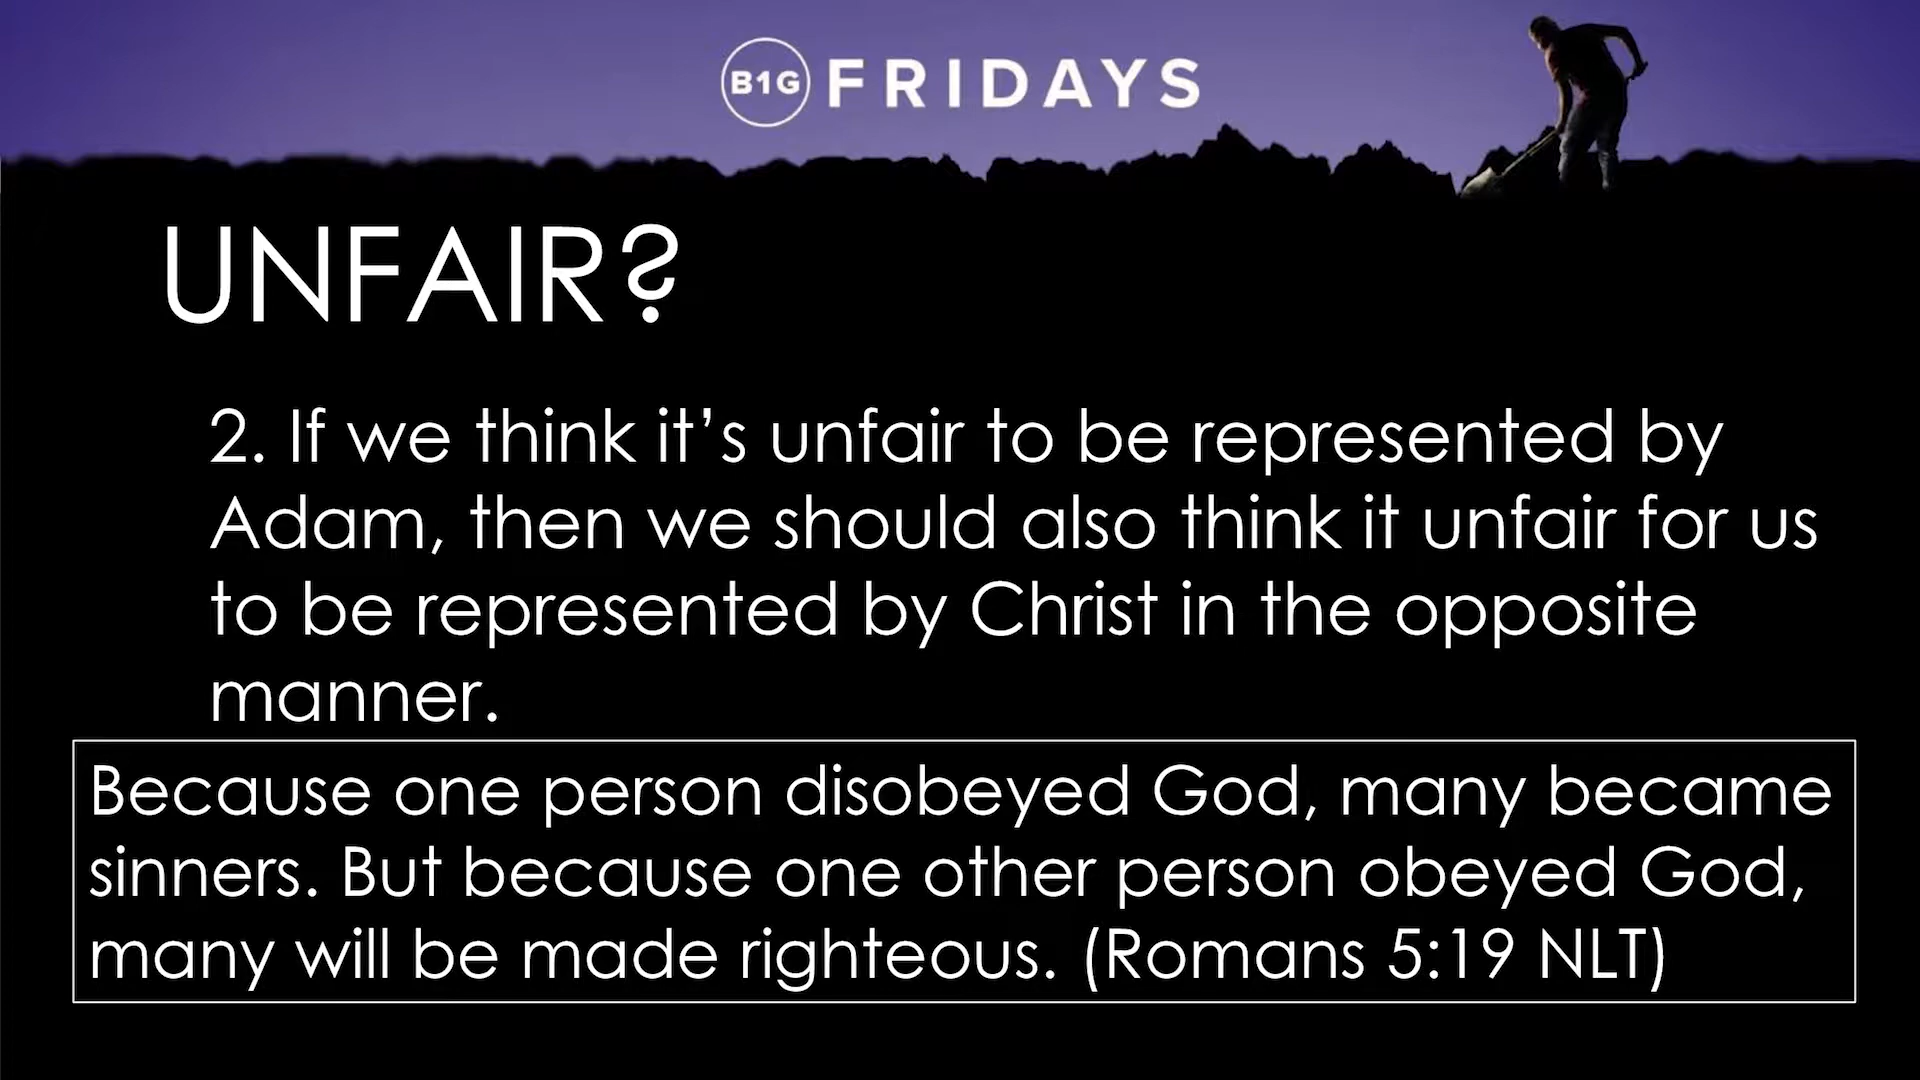 B1G FRIDAYS
UNFAIR?
2. If we think it’s unfair to be represented by
Adam, then we should also think it unfair for us
to be represented by Christ in the opposite
manner.
Because one person disobeyed God, many became
sinners. But because one other person obeyed God,
many will be made righteous. (Romans 5:19 NLT)